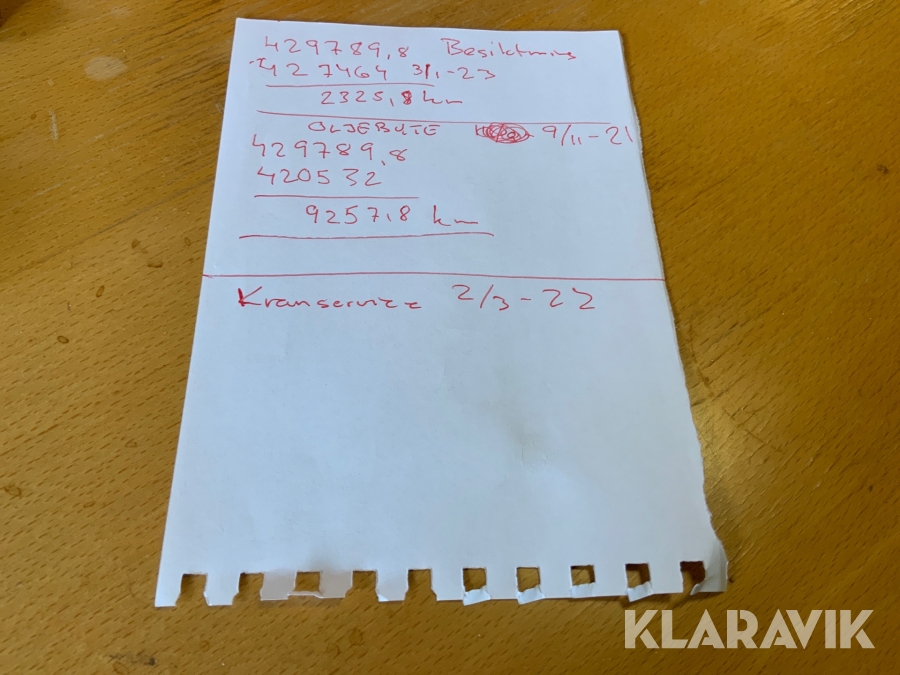 429789,8 Besiktning
-427464 3/1-23
2325,8 km
OLJEBYTE 9/11-21
429789,8
420532
9257,8 km
Kranservice 2/3-22
KLARAVIK